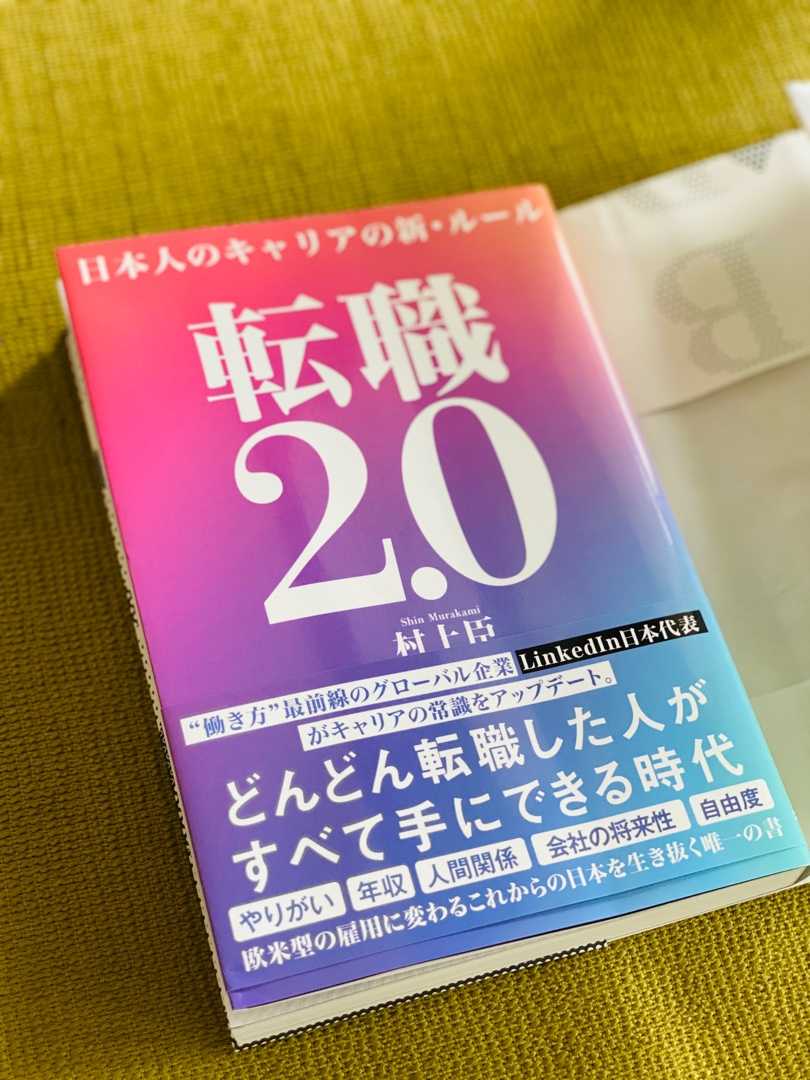 日本人のキャリアの新・ルール
転職
2.0
Shin Murakami
村上臣
LinkedIn日本代表
“働き方”最前線のグローバル企業
がキャリアの常識をアップデート。
どんどん転職した人が
すべて手にできる時代
やりがい 年収 人間関係 会社の将来性 自由度
欧米型の雇用に変わるこれからの日本を生き抜く唯一の書
B